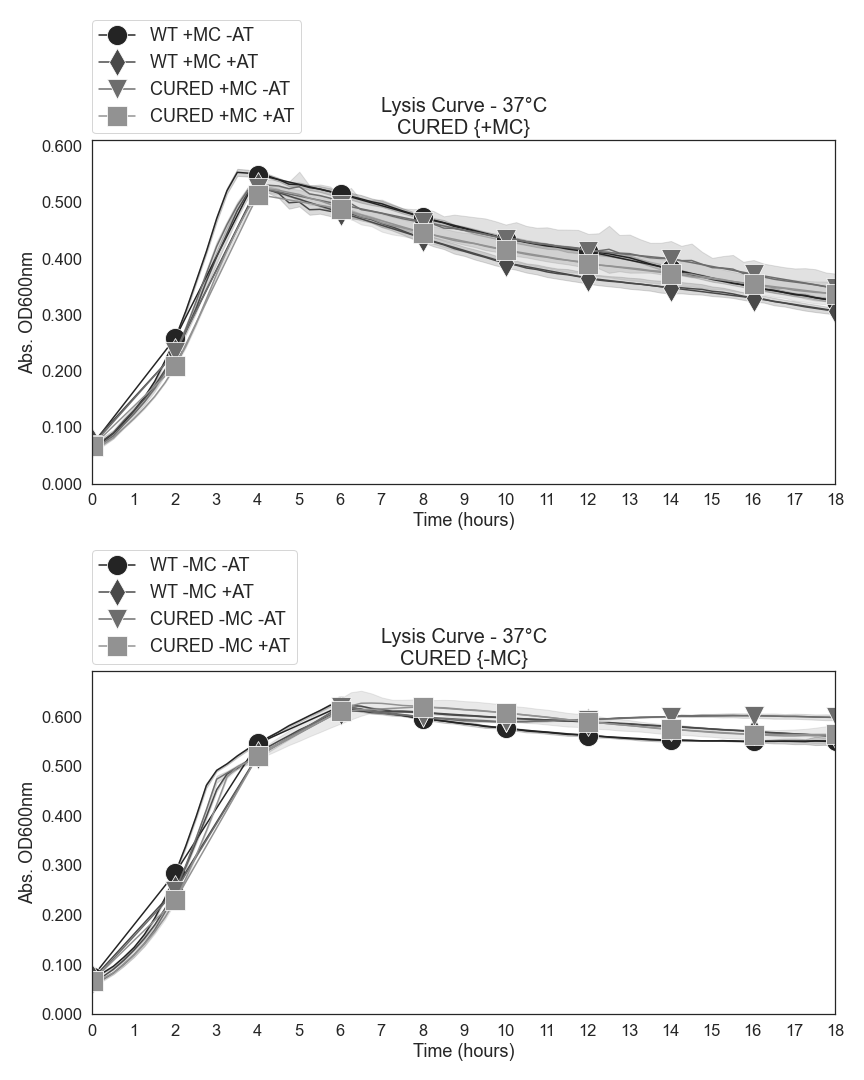 WT +MC -AT
WT +MC +AT
CURED +MC -AT
CURED +MC +AT
Lysis Curve - 37°C
CURED {+MC}
0.600
0.500
0.400
0.300
0.200
0.100
0.000
Abs. OD600nm
0 1 2 3 4 5 6 7 8 9 10 11 12 13 14 15 16 17 18
Time (hours)
WT -MC -AT
WT -MC +AT
CURED -MC -AT
CURED -MC +AT
Lysis Curve - 37°C
CURED {-MC}
0.600
0.500
0.400
0.300
0.200
0.100
0.000
Abs. OD600nm
0 1 2 3 4 5 6 7 8 9 10 11 12 13 14 15 16 17 18
Time (hours)